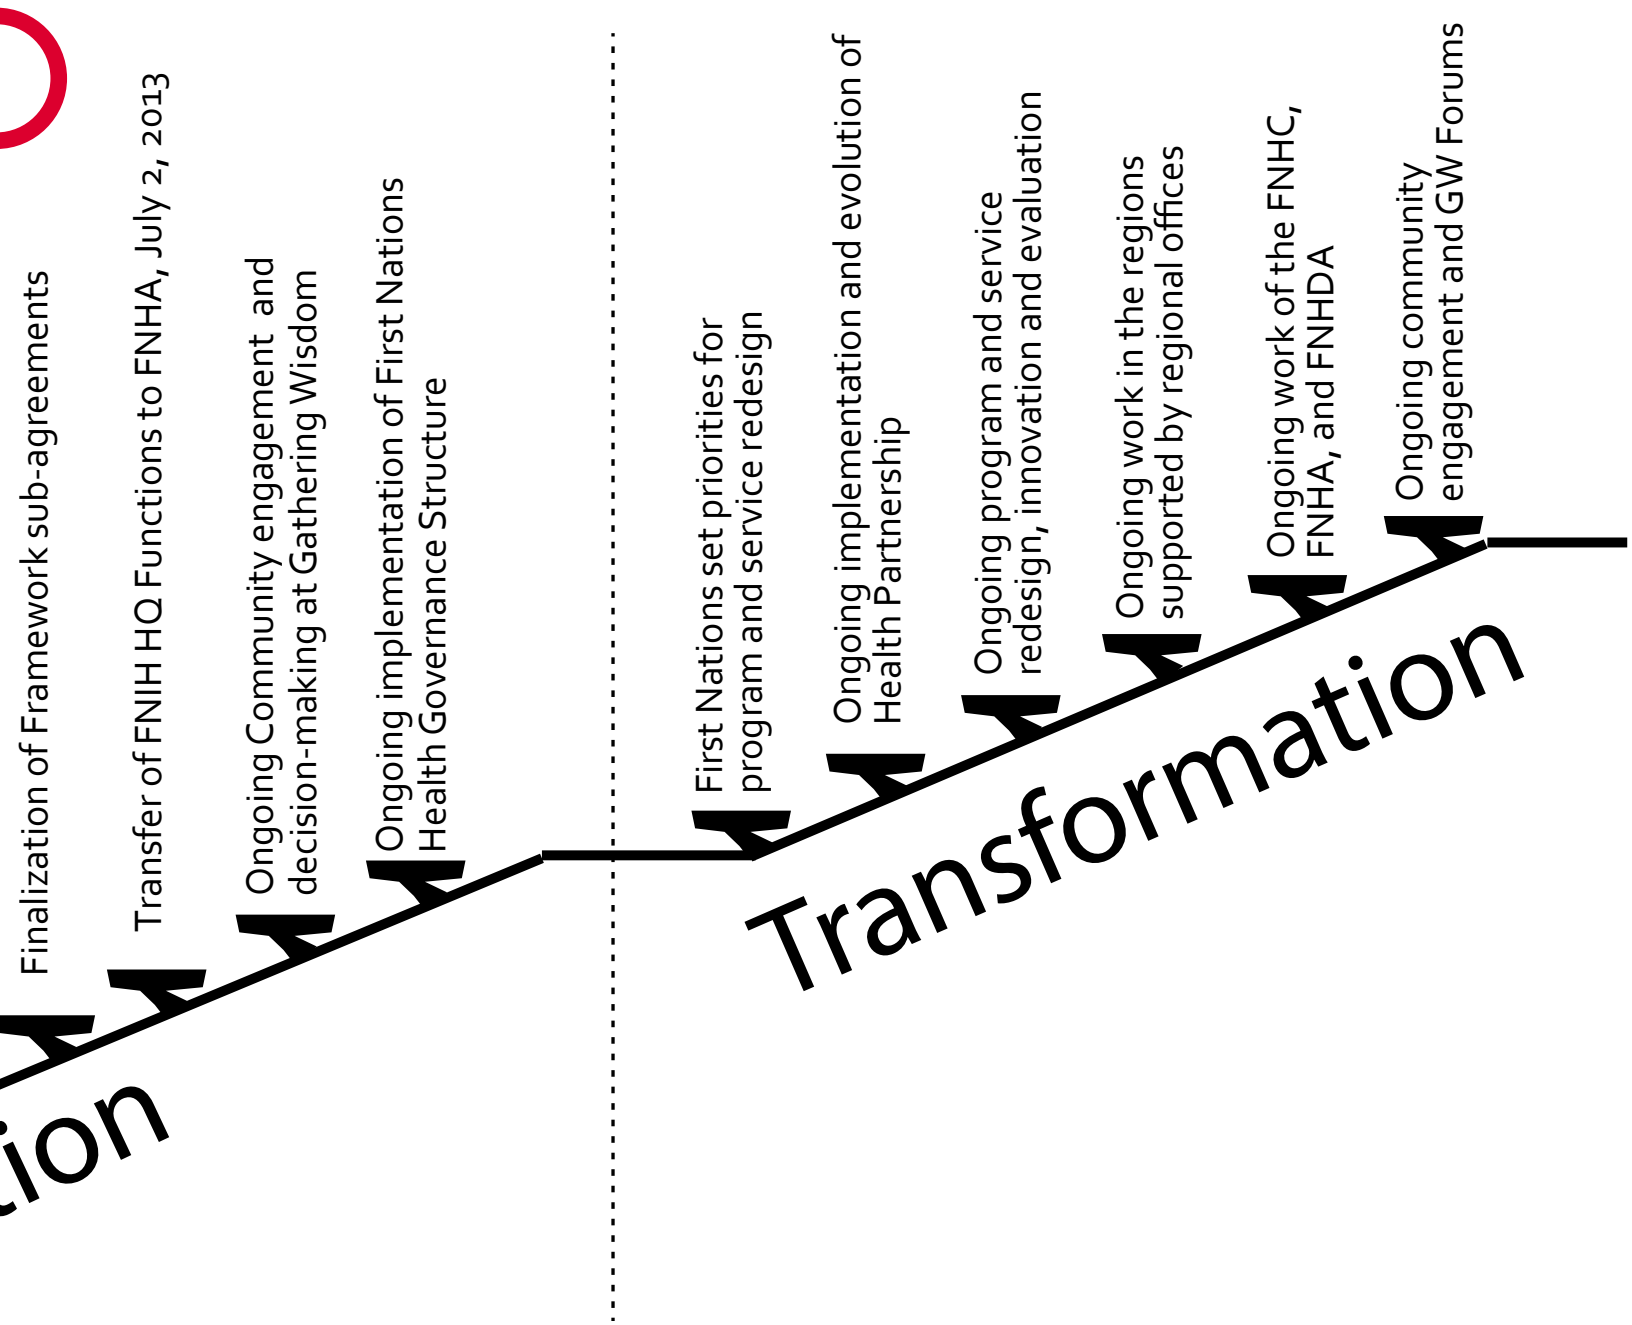 Finalization of Framework sub-agreements
Transfer of FNIH HQ Functions to FNHA, July 2, 2013
Ongoing Community engagement and
decision-making at Gathering Wisdom
Ongoing implementation of First Nations
Health Governance Structure
First Nations set priorities for
program and service redesign
Ongoing implementation and evolution of
Health Partnership
Ongoing program and service
redesign, innovation and evaluation
Ongoing work in the regions
supported by regional offices
Ongoing work of the FNHC,
FNHA, and FNHDA
Ongoing community
engagement and GW Forums
tion
Transformation